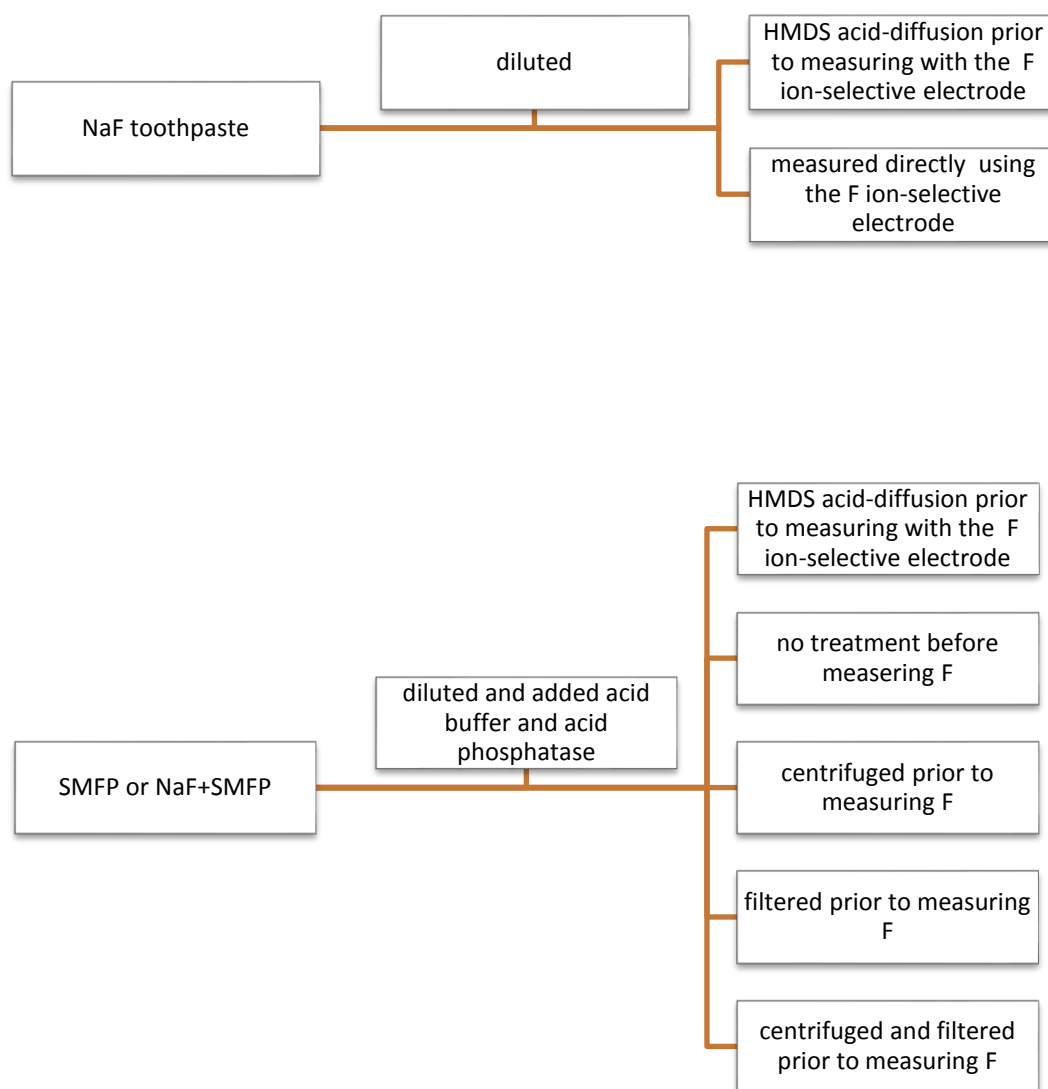 NaF toothpaste
diluted
HMDS acid-diffusion prior
to measuring with the F
ion-selective electrode
measured directly using
the F ion-selective
electrode
SMFP or NaF+SMFP
diluted and added acid
buffer and acid
phosphatase
HMDS acid-diffusion prior
to measuring with the F
ion-selective electrode
no treatment before
measering F
centrifuged prior to
measuring F
filtered prior to measuring
F
centrifuged and filtered
prior to measuring F